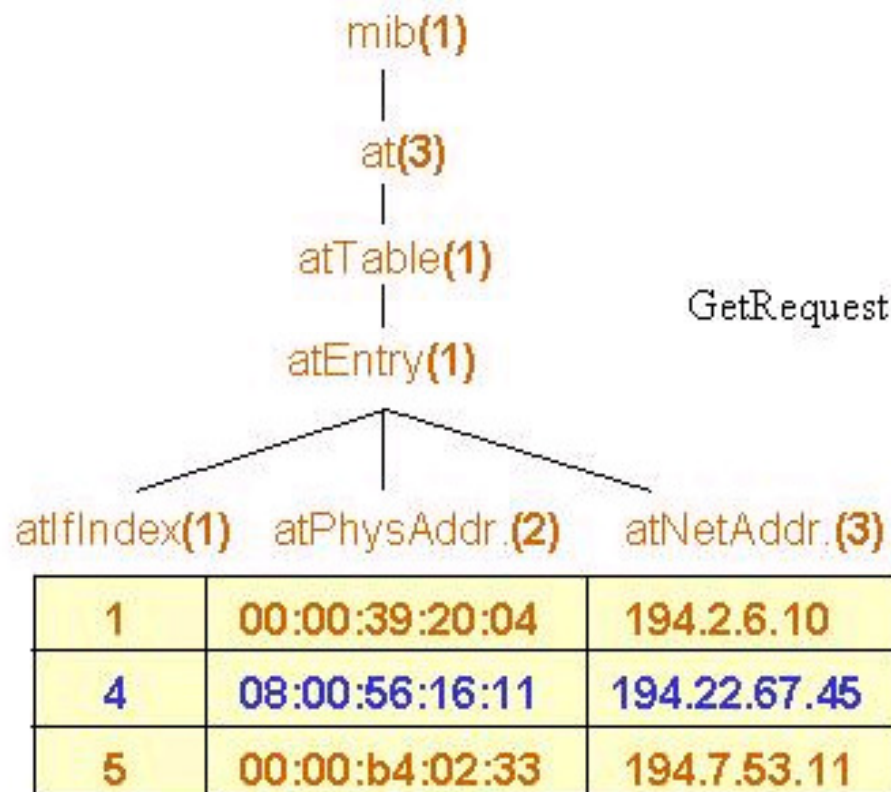 mib(1)
at(3)
atTable(1)
GetRequest
atEntry(1)
atIfIndex(1) atPhysAddr.(2) atNetAddr.(3)
1 00:00:39:20:04 194.2.6.10
4 08:00:56:16:11 194.22.67.45
5 00:00:b4:02:33 194.7.53.11